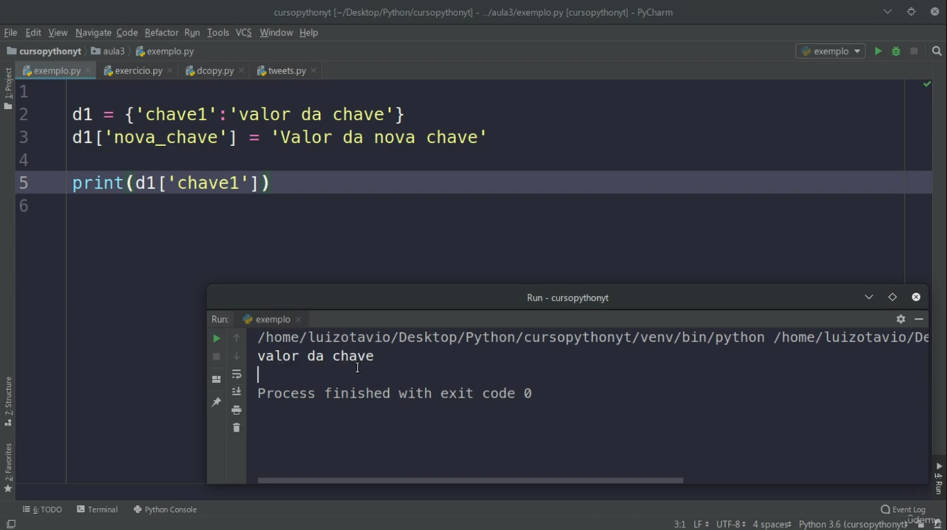 cursopythonyt [~/Desktop/Python/cursopythonyt] - .../aula3/exemplo.py [cursopythonyt] - PyCharm
File Edit View Navigate Code Refactor Run Tools VCS Window Help
cursopythonyt aula3 exemplo.py exemplo
exemplo.py exercicio.py dcopy.py tweets.py
1: Project
1
2 d1 = {'chave1':'valor da chave'}
3 d1['nova_chave'] = 'Valor da nova chave'
4
5 print(d1['chave1'])
6
Run - cursopythonyt
Run: exemplo
/home/luizotavio/Desktop/Python/cursopythonyt/venv/bin/python /home/luizotavio/De
valor da chave
Process finished with exit code 0
7: Structure
2: Favorites
4: Run
6: TODO Terminal Python Console Event Log
3:1 LF UTF-8 4 spaces Python 3.6 (cursopythonyt)
udemy